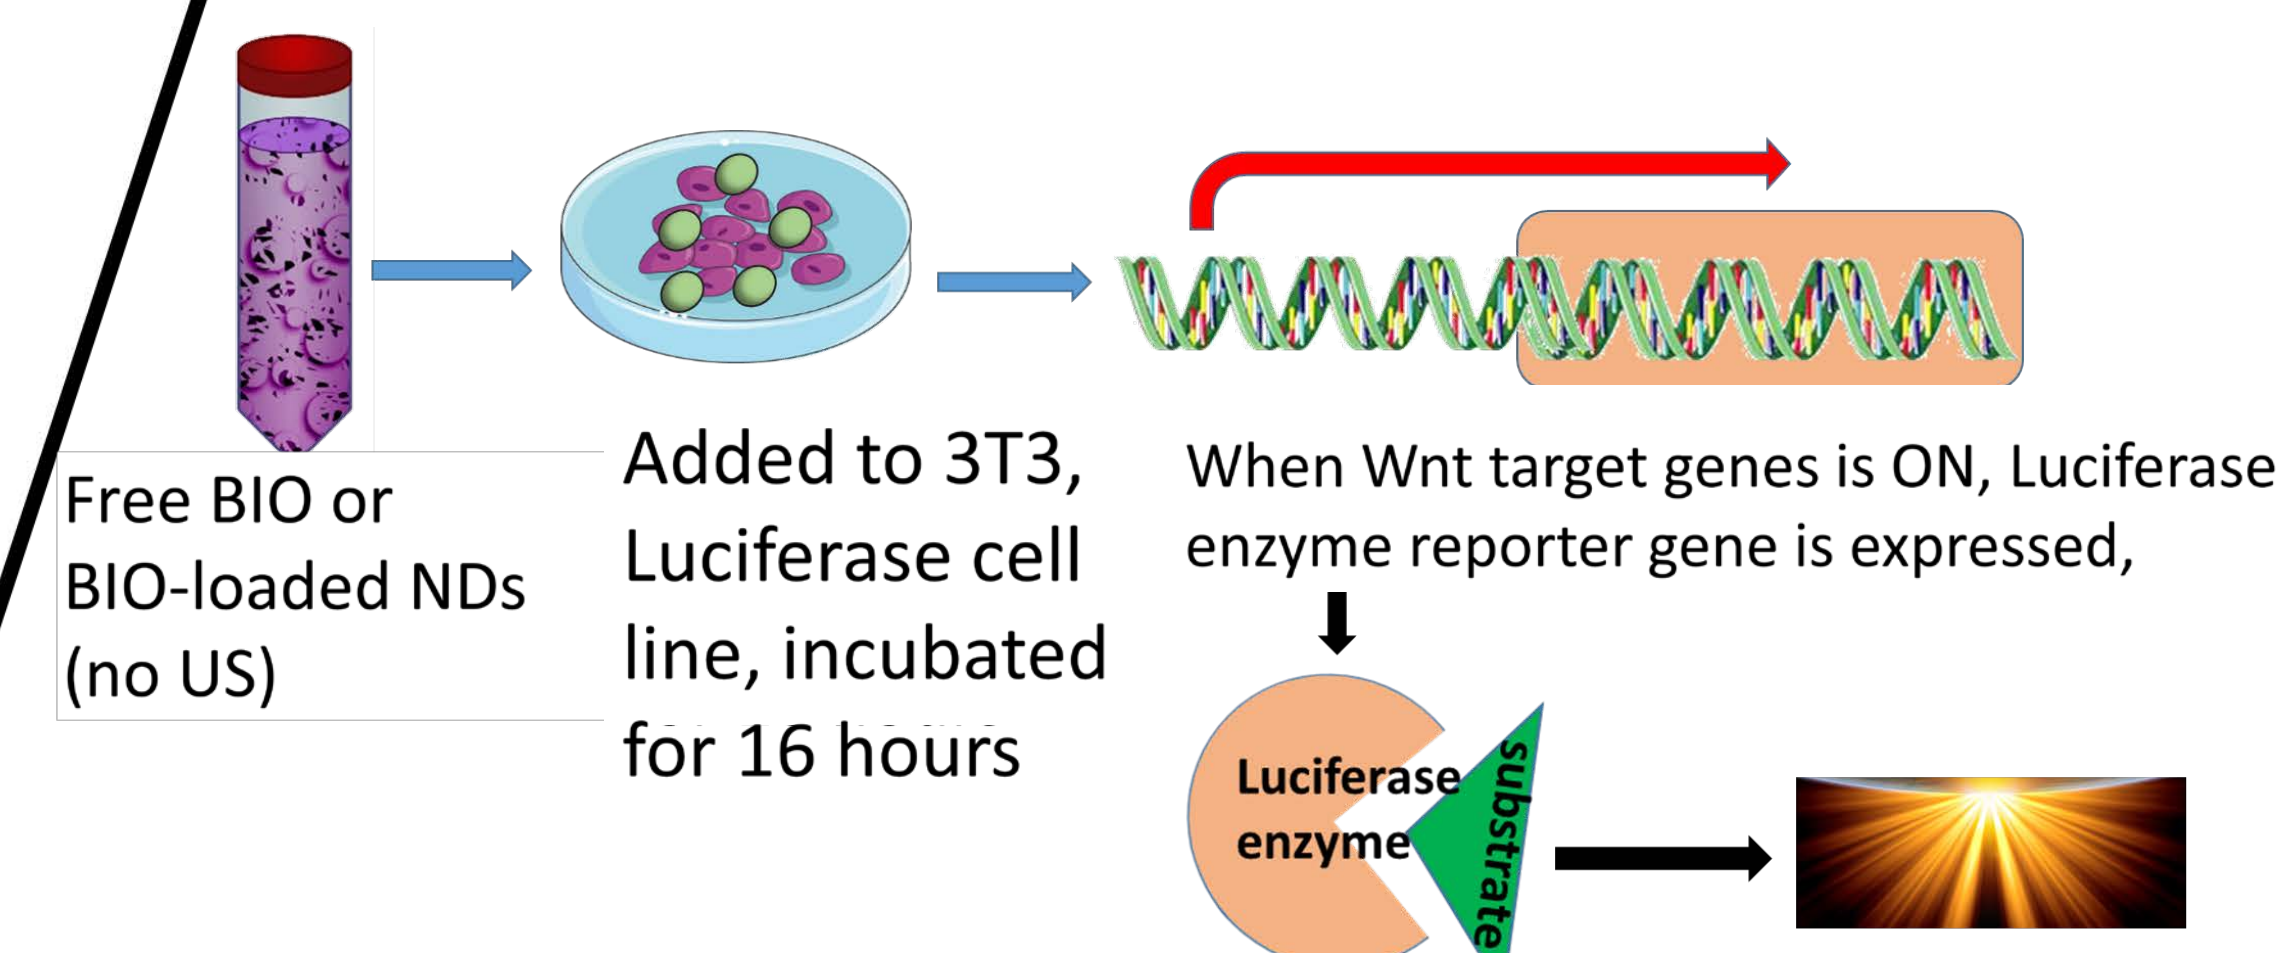 Free BIO or
BIO-loaded NDs
(no US)
Added to 3T3,
Luciferase cell
line, incubated
for 16 hours
When Wnt target genes is ON, Luciferase
enzyme reporter gene is expressed,
Luciferase
enzyme
substrate